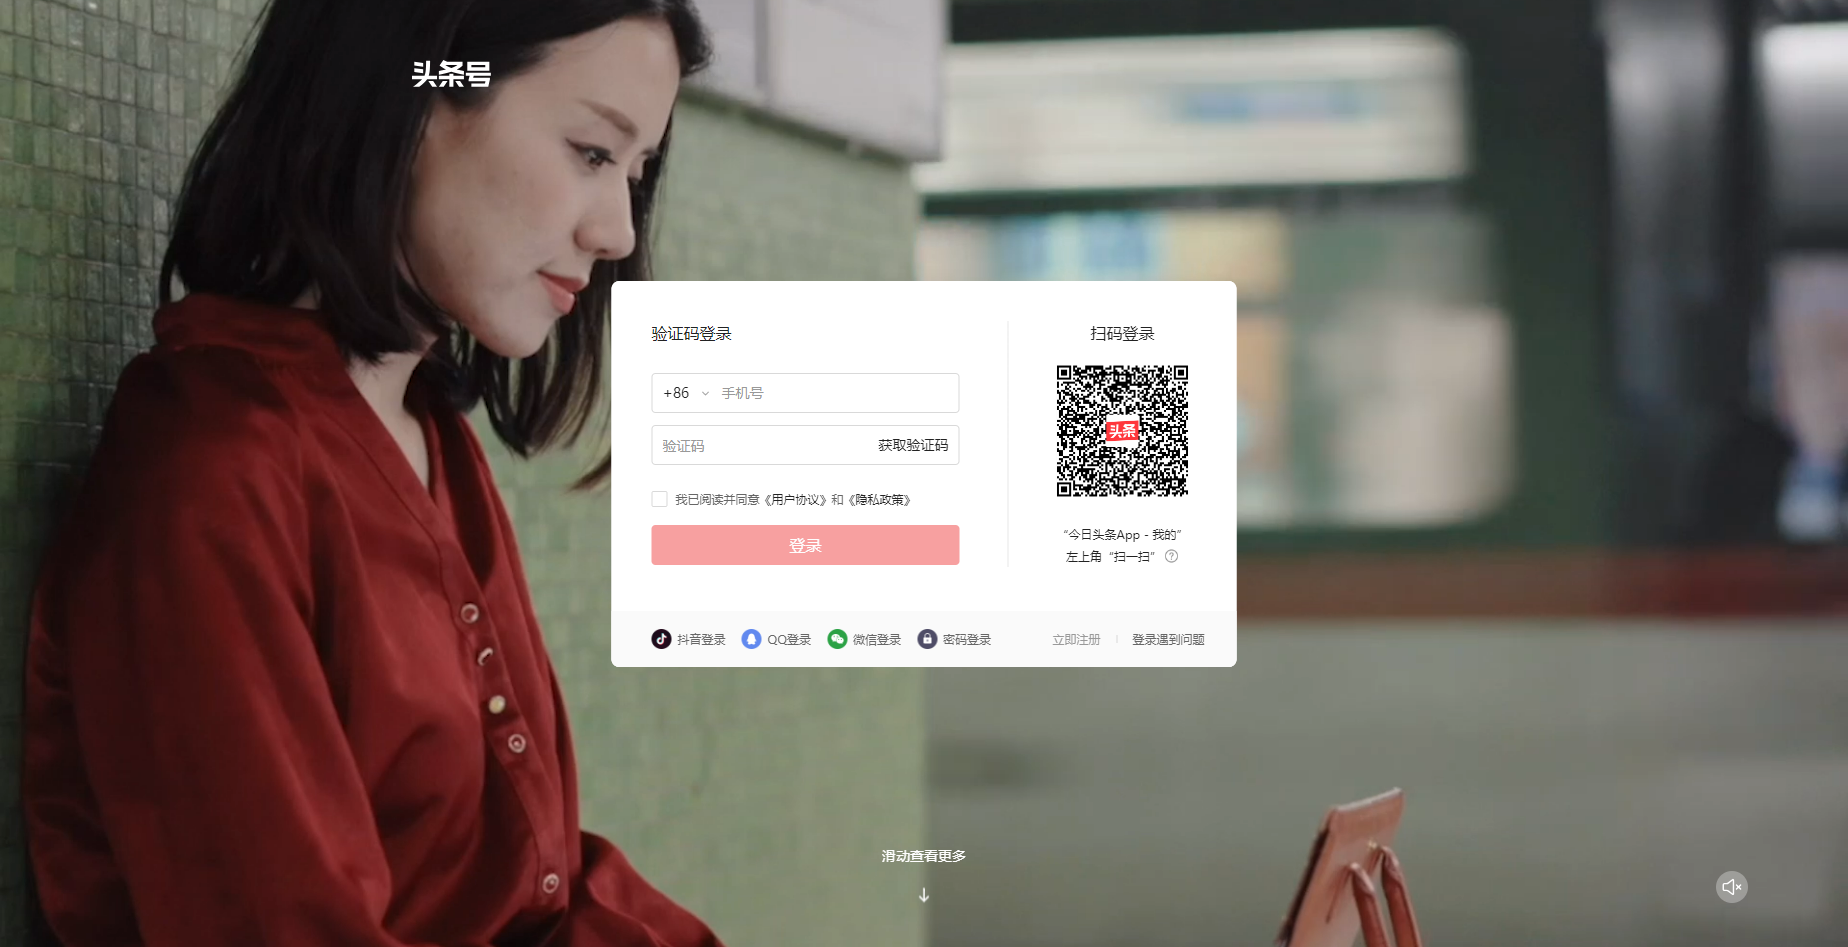 头条号
验证码登录
+86 手机号
验证码 获取验证码
我已阅读并同意《用户协议》和《隐私政策》
登录
扫码登录
头条
“今日头条App - 我的”
左上角“扫一扫” ?
抖音登录 QQ登录 微信登录 密码登录 立即注册 登录遇到问题
滑动查看更多